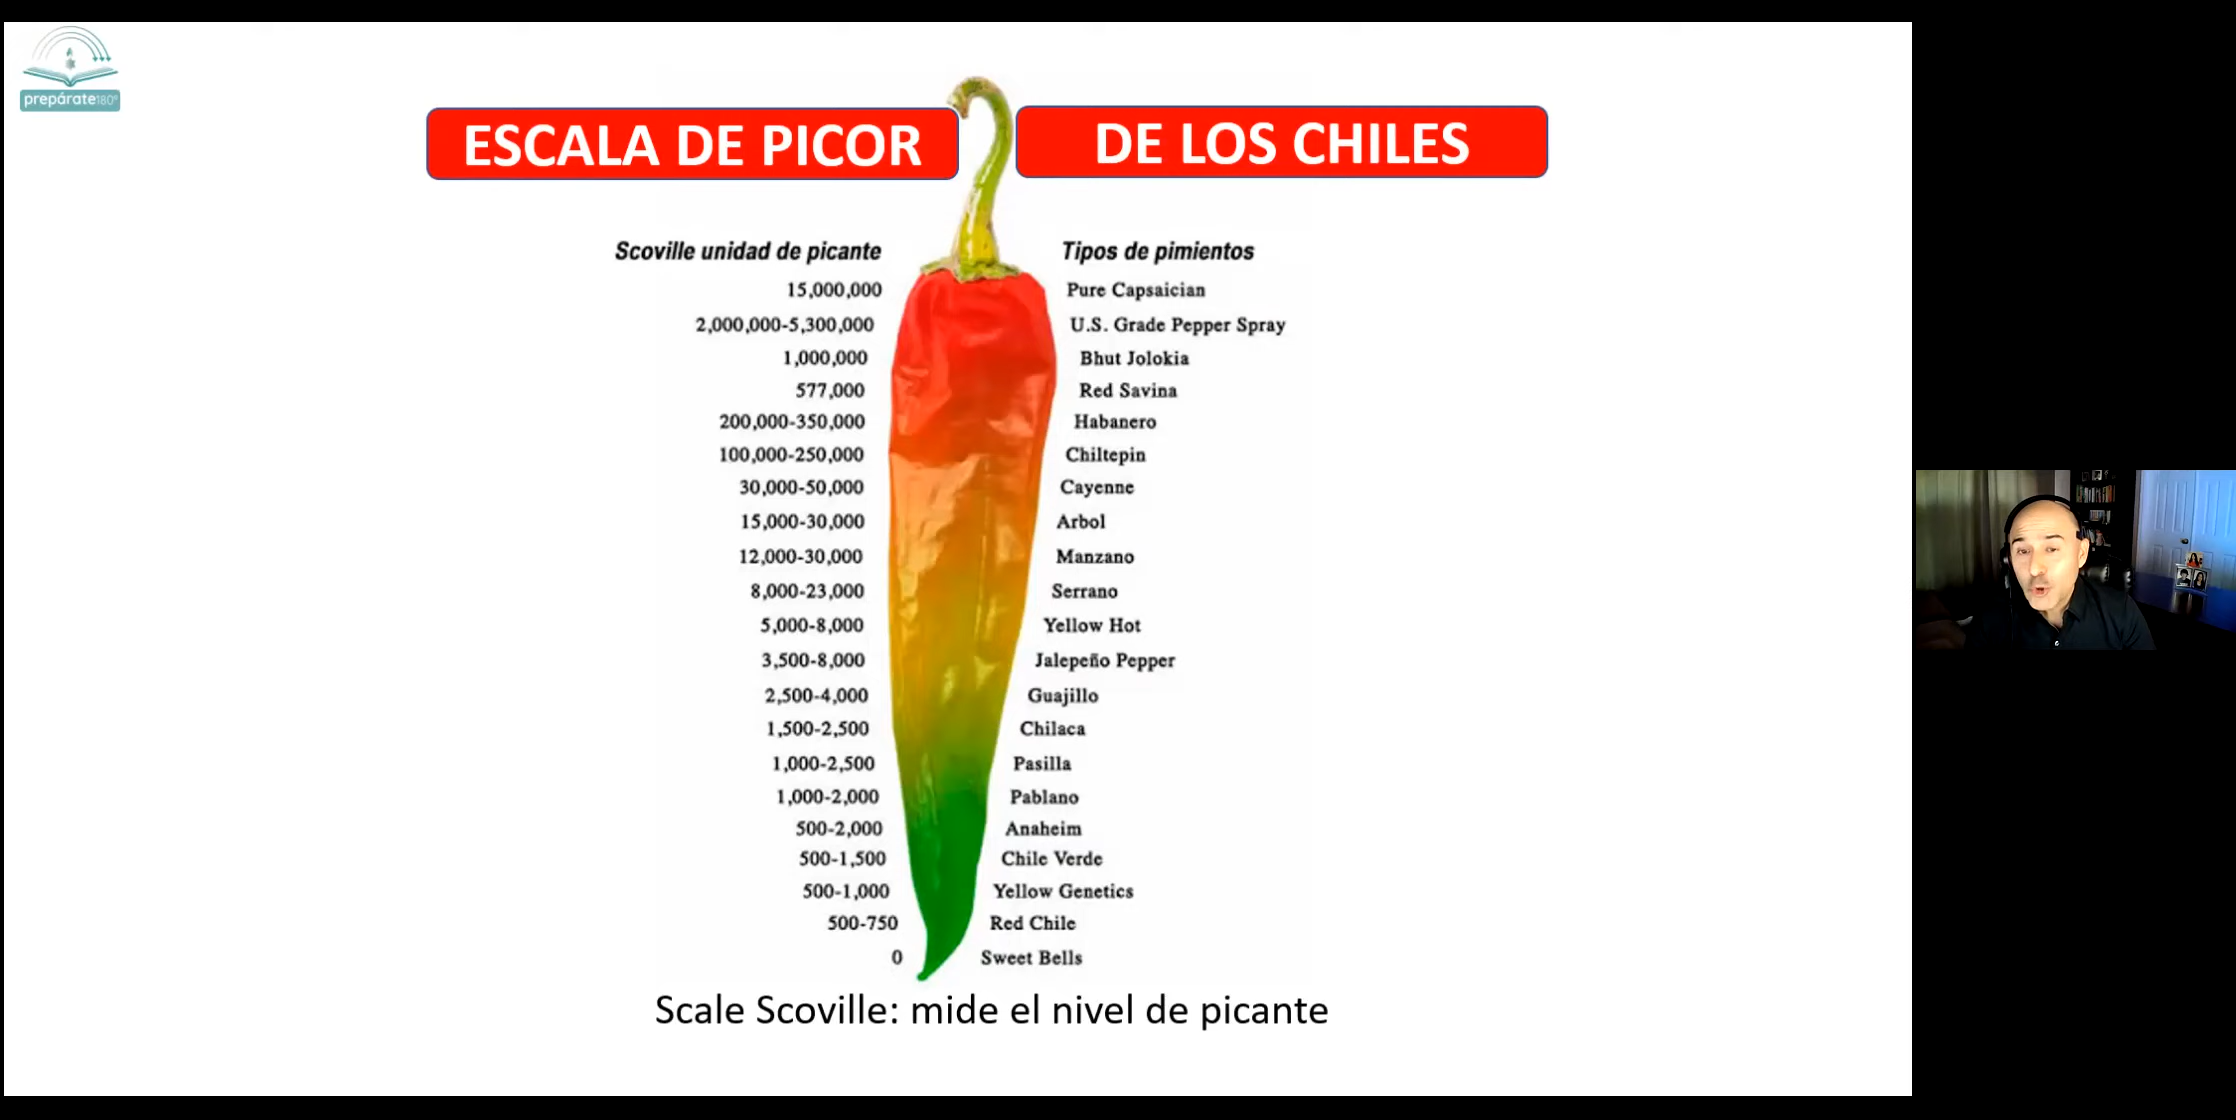 prepárate180°
ESCALA DE PICOR DE LOS CHILES
Scoville unidad de picante Tipos de pimientos
15,000,000 Pure Capsaician
2,000,000-5,300,000 U.S. Grade Pepper Spray
1,000,000 Bhut Jolokia
577,000 Red Savina
200,000-350,000 Habanero
100,000-250,000 Chiltepin
30,000-50,000 Cayenne
15,000-30,000 Arbol
12,000-30,000 Manzano
8,000-23,000 Serrano
5,000-8,000 Yellow Hot
3,500-8,000 Jalepeño Pepper
2,500-4,000 Guajillo
1,500-2,500 Chilaca
1,000-2,500 Pasilla
1,000-2,000 Pablano
500-2,000 Anaheim
500-1,500 Chile Verde
500-1,000 Yellow Genetics
500-750 Red Chile
0 Sweet Bells
Scale Scoville: mide el nivel de picante